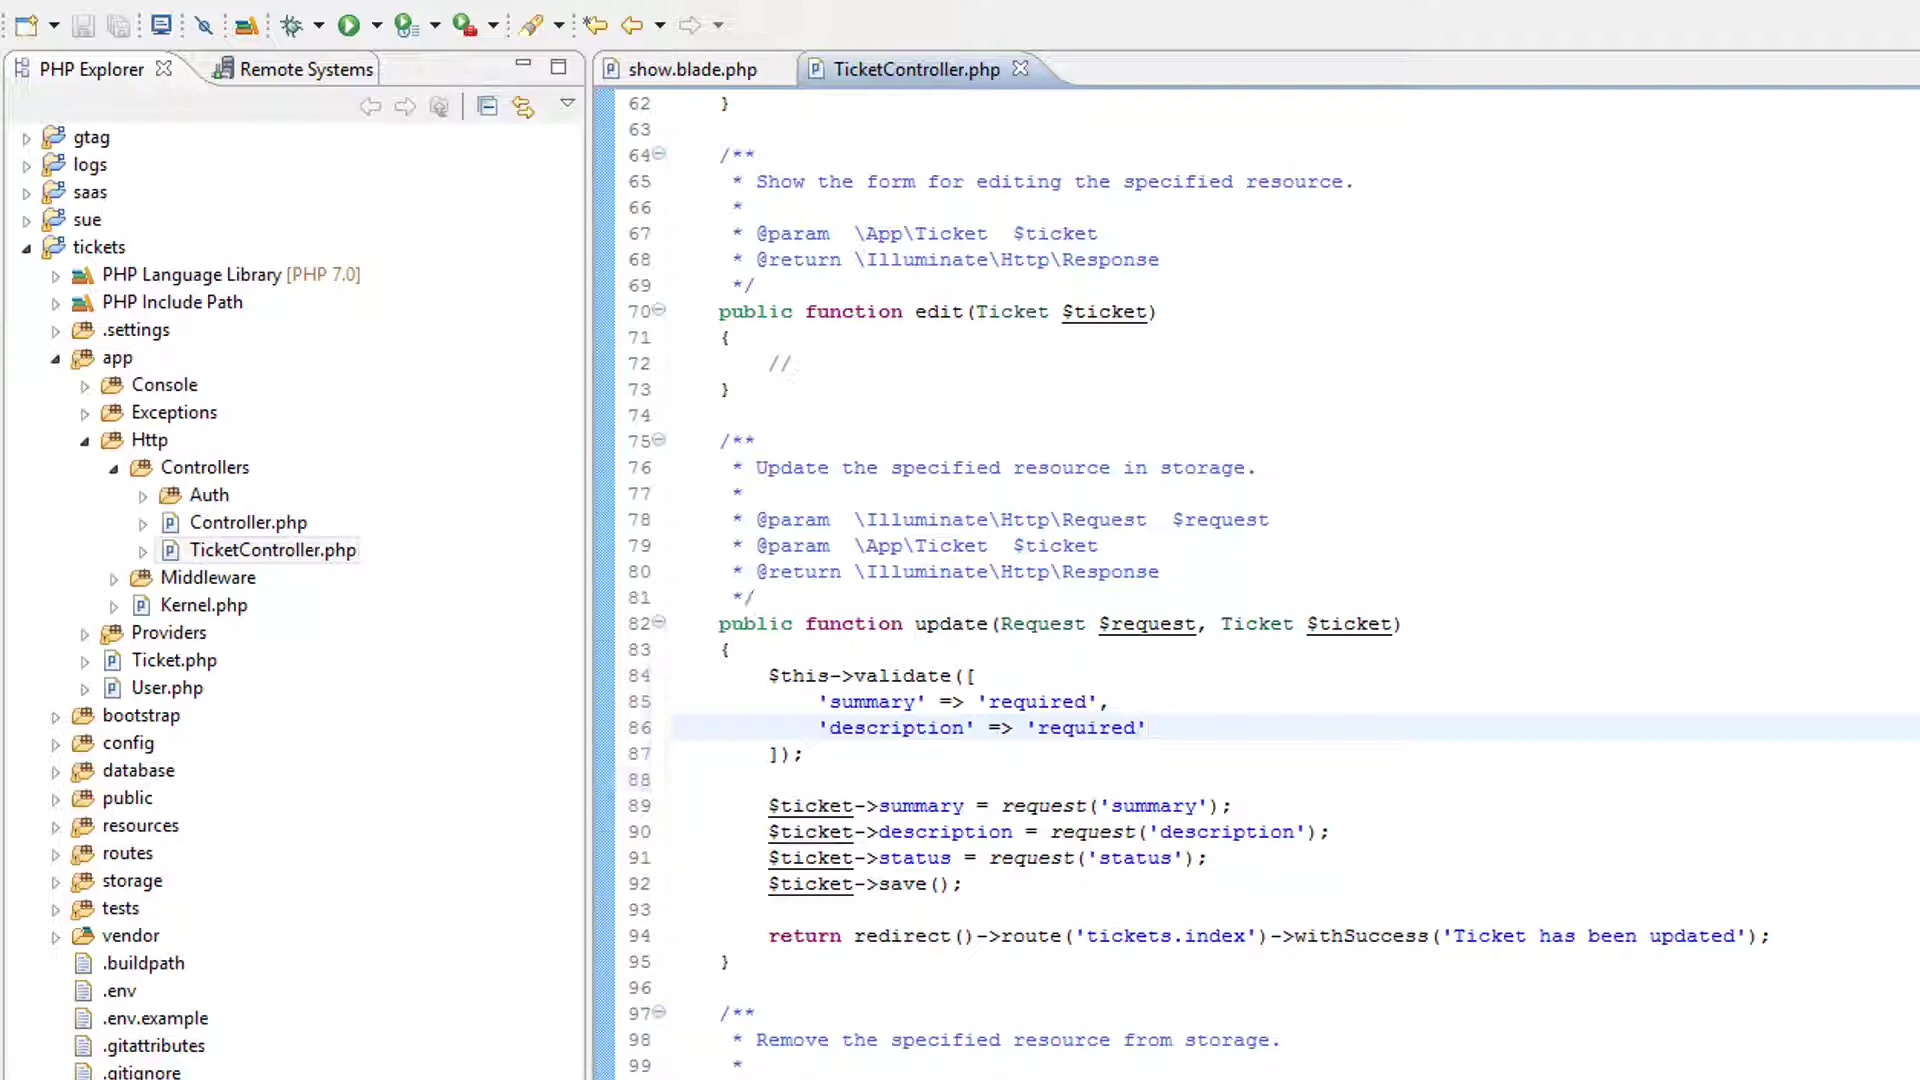 PHP Explorer
Remote Systems
gtag
logs
saas
sue
tickets
PHP Language Library [PHP 7.0]
PHP Include Path
.settings
app
Console
Exceptions
Http
Controllers
Auth
Controller.php
TicketController.php
Middleware
Kernel.php
Providers
Ticket.php
User.php
bootstrap
config
database
public
resources
routes
storage
tests
vendor
.buildpath
.env
.env.example
.gitattributes
.gitignore
show.blade.php
TicketController.php
62 }
63
64 /**
65 * Show the form for editing the specified resource.
66 *
67 * @param \App\Ticket $ticket
68 * @return \Illuminate\Http\Response
69 */
70 public function edit(Ticket $ticket)
71 {
72 //
73 }
74
75 /**
76 * Update the specified resource in storage.
77 *
78 * @param \Illuminate\Http\Request $request
79 * @param \App\Ticket $ticket
80 * @return \Illuminate\Http\Response
81 */
82 public function update(Request $request, Ticket $ticket)
83 {
84 $this->validate([
85 'summary' => 'required',
86 'description' => 'required'
87 ]);
88
89 $ticket->summary = request('summary');
90 $ticket->description = request('description');
91 $ticket->status = request('status');
92 $ticket->save();
93
94 return redirect()->route('tickets.index')->withSuccess('Ticket has been updated');
95 }
96
97 /**
98 * Remove the specified resource from storage.
99 *